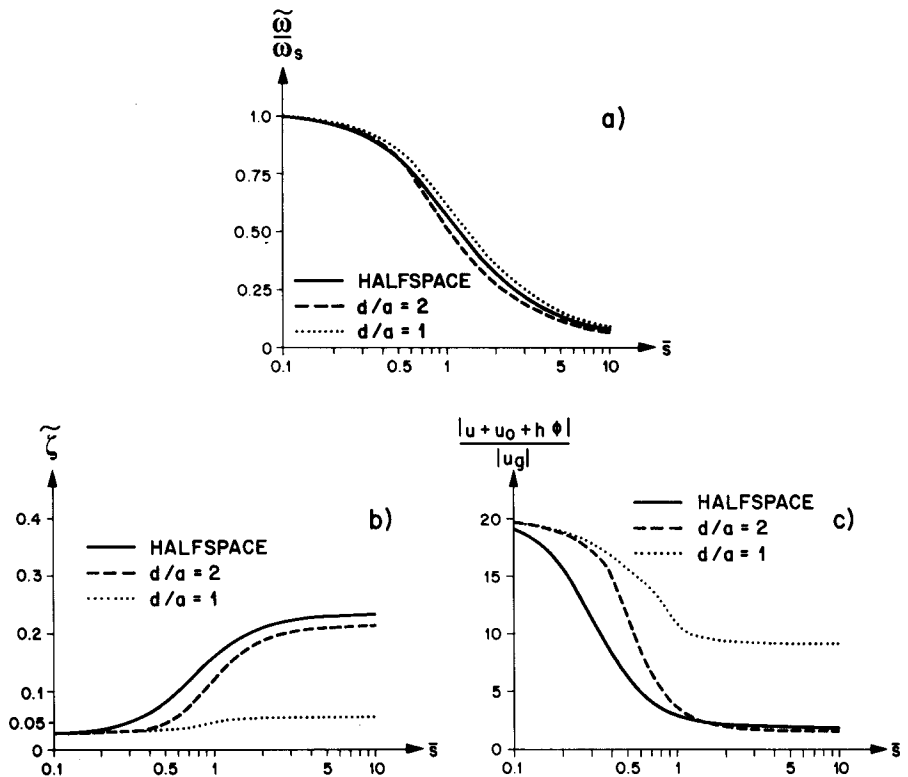 ω̃
ωs
1.0
a)
0.75
0.50
HALFSPACE
0.25
d/a = 2
d/a = 1
0
s̄
0.1
0.5
1
5
10
ζ̃
|u + u₀ + h ϕ|
|ug|
0.4
b)
HALFSPACE
0.3
d/a = 2
d/a = 1
0.2
0.1
0.05
0
s̄
0.1
0.5
1
5
10
HALFSPACE
20
d/a = 2
c)
d/a = 1
15
10
5
0
s̄
0.1
0.5
1
5
10